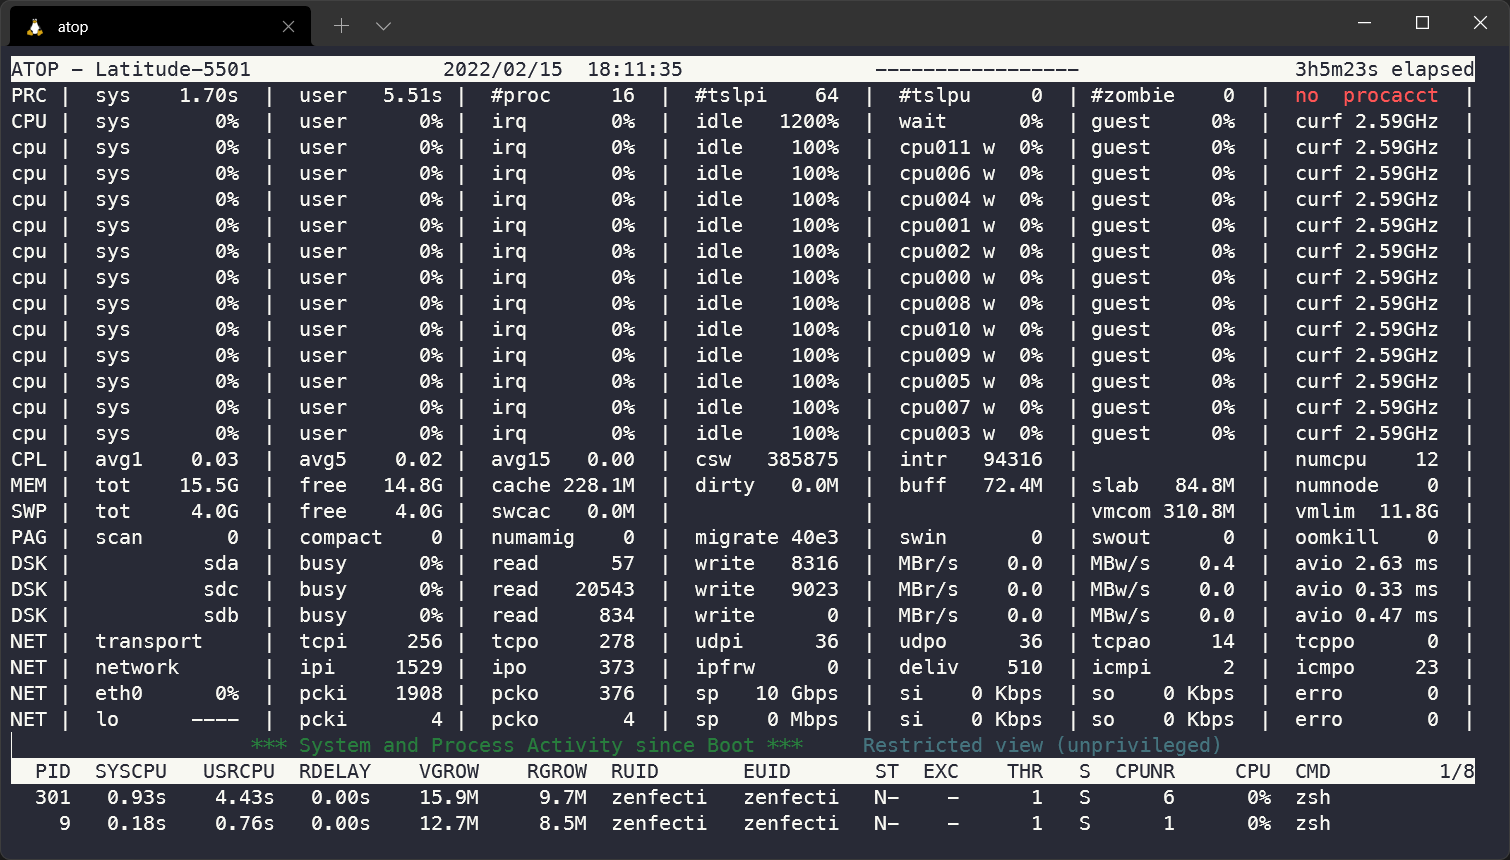 atop
ATOP - Latitude-5501 2022/02/15 18:11:35 ----------------- 3h5m23s elapsed
PRC | sys 1.70s | user 5.51s | #proc 16 | #tslpi 64 | #tslpu 0 | #zombie 0 | no procacct |
CPU | sys 0% | user 0% | irq 0% | idle 1200% | wait 0% | guest 0% | curf 2.59GHz |
cpu | sys 0% | user 0% | irq 0% | idle 100% | cpu011 w 0% | guest 0% | curf 2.59GHz |
cpu | sys 0% | user 0% | irq 0% | idle 100% | cpu006 w 0% | guest 0% | curf 2.59GHz |
cpu | sys 0% | user 0% | irq 0% | idle 100% | cpu004 w 0% | guest 0% | curf 2.59GHz |
cpu | sys 0% | user 0% | irq 0% | idle 100% | cpu001 w 0% | guest 0% | curf 2.59GHz |
cpu | sys 0% | user 0% | irq 0% | idle 100% | cpu002 w 0% | guest 0% | curf 2.59GHz |
cpu | sys 0% | user 0% | irq 0% | idle 100% | cpu000 w 0% | guest 0% | curf 2.59GHz |
cpu | sys 0% | user 0% | irq 0% | idle 100% | cpu008 w 0% | guest 0% | curf 2.59GHz |
cpu | sys 0% | user 0% | irq 0% | idle 100% | cpu010 w 0% | guest 0% | curf 2.59GHz |
cpu | sys 0% | user 0% | irq 0% | idle 100% | cpu009 w 0% | guest 0% | curf 2.59GHz |
cpu | sys 0% | user 0% | irq 0% | idle 100% | cpu005 w 0% | guest 0% | curf 2.59GHz |
cpu | sys 0% | user 0% | irq 0% | idle 100% | cpu007 w 0% | guest 0% | curf 2.59GHz |
cpu | sys 0% | user 0% | irq 0% | idle 100% | cpu003 w 0% | guest 0% | curf 2.59GHz |
CPL | avg1 0.03 | avg5 0.02 | avg15 0.00 | csw 385875 | intr 94316 | | numcpu 12 |
MEM | tot 15.5G | free 14.8G | cache 228.1M | dirty 0.0M | buff 72.4M | slab 84.8M | numnode 0 |
SWP | tot 4.0G | free 4.0G | swcac 0.0M | | | vmcom 310.8M | vmlim 11.8G |
PAG | scan 0 | compact 0 | numamig 0 | migrate 40e3 | swin 0 | swout 0 | oomkill 0 |
DSK | sda | busy 0% | read 57 | write 8316 | MBr/s 0.0 | MBw/s 0.4 | avio 2.63 ms |
DSK | sdc | busy 0% | read 20543 | write 9023 | MBr/s 0.0 | MBw/s 0.0 | avio 0.33 ms |
DSK | sdb | busy 0% | read 834 | write 0 | MBr/s 0.0 | MBw/s 0.0 | avio 0.47 ms |
NET | transport | tcpi 256 | tcpo 278 | udpi 36 | udpo 36 | tcpao 14 | tcppo 0 |
NET | network | ipi 1529 | ipo 373 | ipfrw 0 | deliv 510 | icmpi 2 | icmpo 23 |
NET | eth0 0% | pcki 1908 | pcko 376 | sp 10 Gbps | si 0 Kbps | so 0 Kbps | erro 0 |
NET | lo ---- | pcki 4 | pcko 4 | sp 0 Mbps | si 0 Kbps | so 0 Kbps | erro 0 |
*** System and Process Activity since Boot *** Restricted view (unprivileged)
PID SYSCPU USRCPU RDELAY VGROW RGROW RUID EUID ST EXC THR S CPUNR CPU CMD 1/8
301 0.93s 4.43s 0.00s 15.9M 9.7M zenfecti zenfecti N- - 1 S 6 0% zsh
9 0.18s 0.76s 0.00s 12.7M 8.5M zenfecti zenfecti N- - 1 S 1 0% zsh